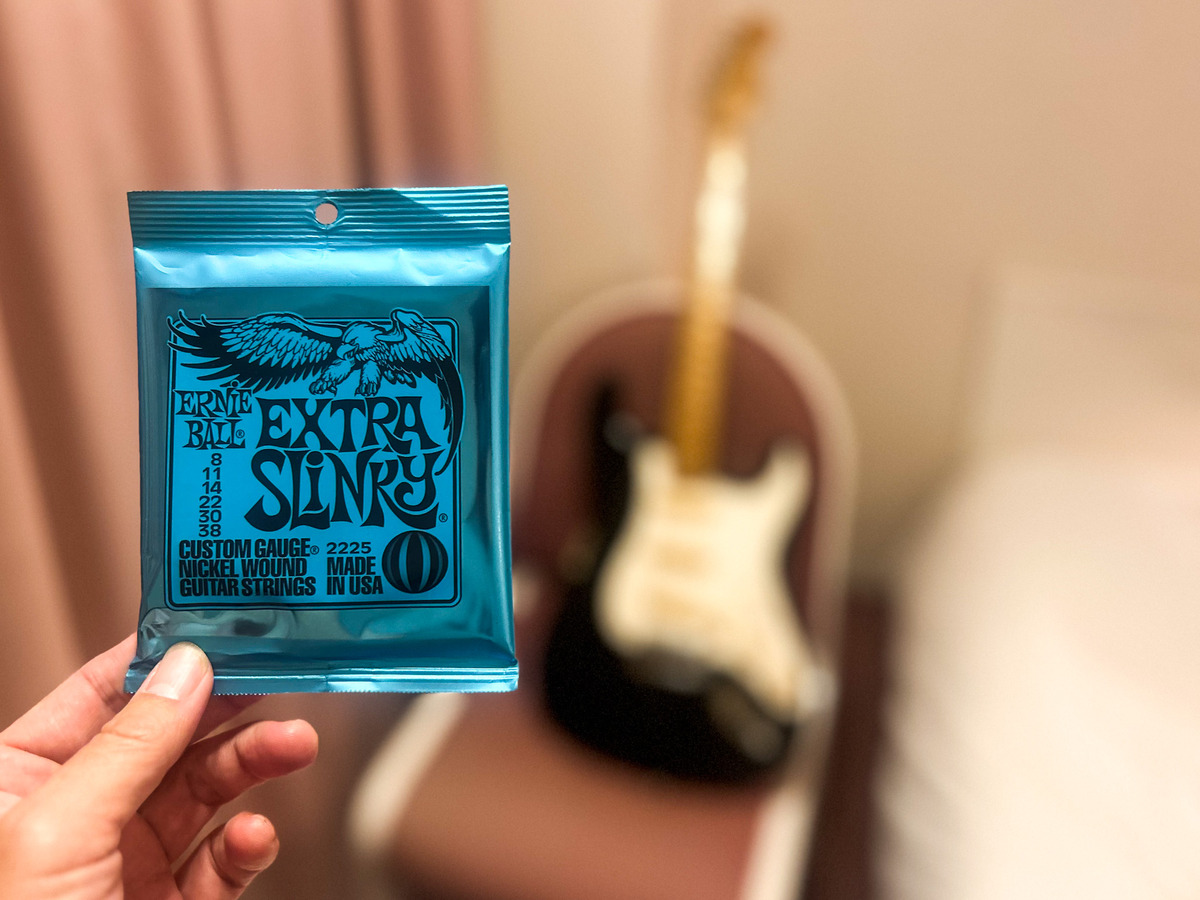 ERNIE
BALL®
EXTRA
SLINKY®
8
11
14
22
30
38
CUSTOM GAUGE®
NICKEL WOUND
GUITAR STRINGS
2225
MADE
IN USA